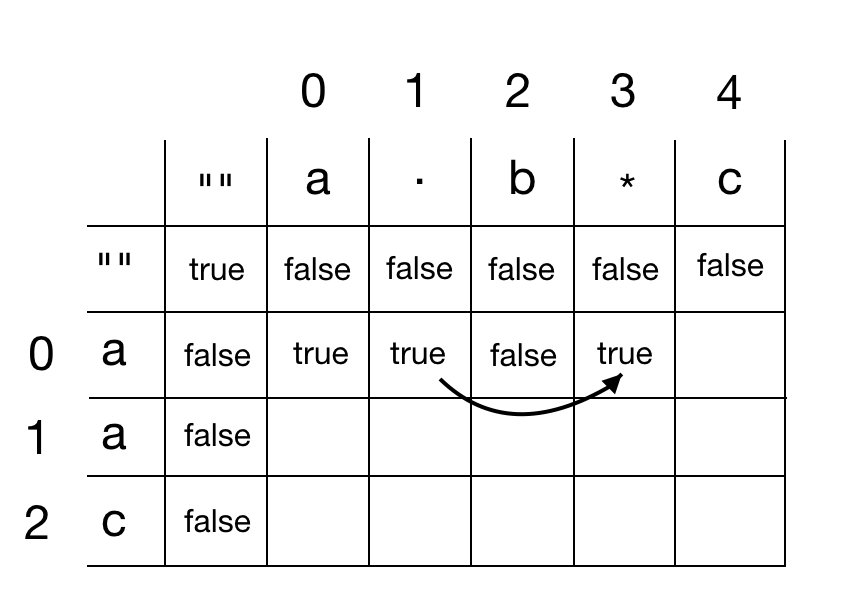 0 1 2 3 4
"" a . b * c
"" true false false false false false
0 a false true true false true
1 a false
2 c false